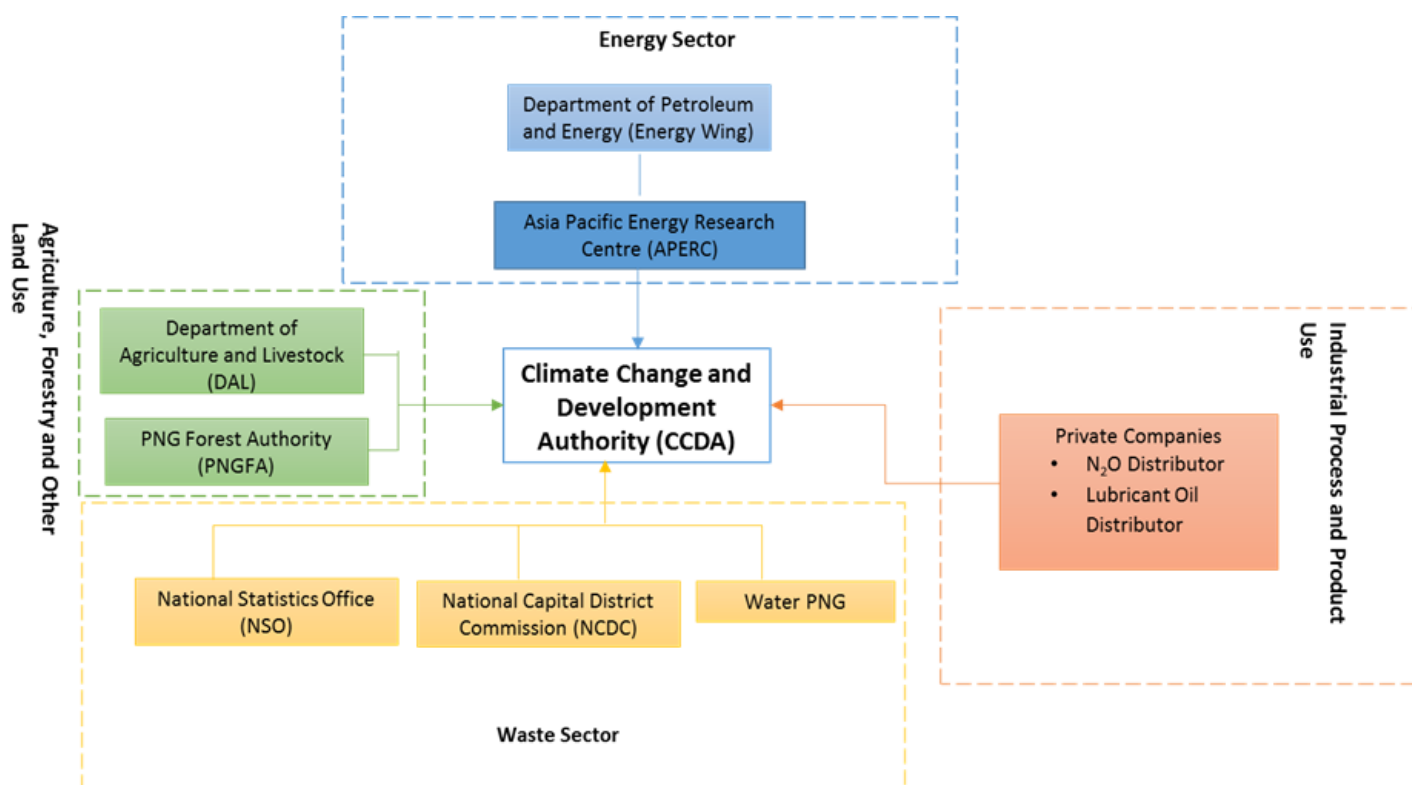 Energy Sector
Department of Petroleum
and Energy (Energy Wing)
Asia Pacific Energy Research
Centre (APERC)
Agriculture, Forestry and Other
Land Use
Department of
Agriculture and Livestock
(DAL)
PNG Forest Authority
(PNGFA)
Climate Change and
Development
Authority (CCDA)
Industrial Process and Product
Use
Private Companies
• N₂O Distributor
• Lubricant Oil
Distributor
National Statistics Office
(NSO)
National Capital District
Commission (NCDC)
Water PNG
Waste Sector